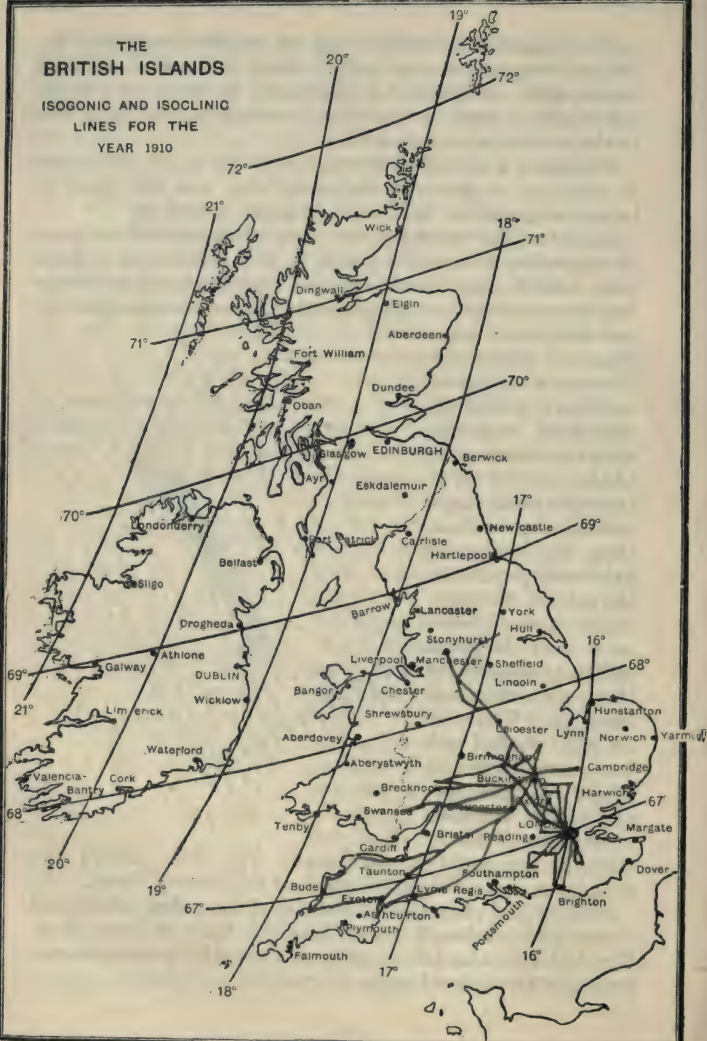 THE
BRITISH ISLANDS
ISOGONIC AND ISOCLINIC
LINES FOR THE
YEAR 1910
19°
20°
72°
72°
21°
18°
Wick
71°
Dingwall
Elgin
71°
Aberdeen
Fort William
Dundee
70°
Oban
Glasgow
EDINBURGH
Berwick
Ayr
Eskdalemuir
17°
70°
Londonderry
Port Patrick
Carlisle
Newcastle
69°
Belfast
Hartlepool
Sligo
Barrow
Lancaster
York
Drogheda
Stonyhurst
Hull
16°
Galway
Athlone
69°
DUBLIN
Liverpool
Manchester
Sheffield
68°
21°
Bangor
Chester
Lincoln
Wicklow
Limerick
Shrewsbury
Lynn
Hunstanton
Aberdovey
Leicester
Norwich
Waterford
Aberystwyth
Birmingham
Cambridge
Valencia
Bantry
Cork
Brecknock
Harwich
68°
Swansea
67°
Tenby
Bristol
Reading
Margate
Cardiff
20°
Taunton
Southampton
Dover
19°
Bude
Lyme Regis
67°
Exeter
Brighton
Ashburton
Portsmouth
Plymouth
Falmouth
17°
16°
18°